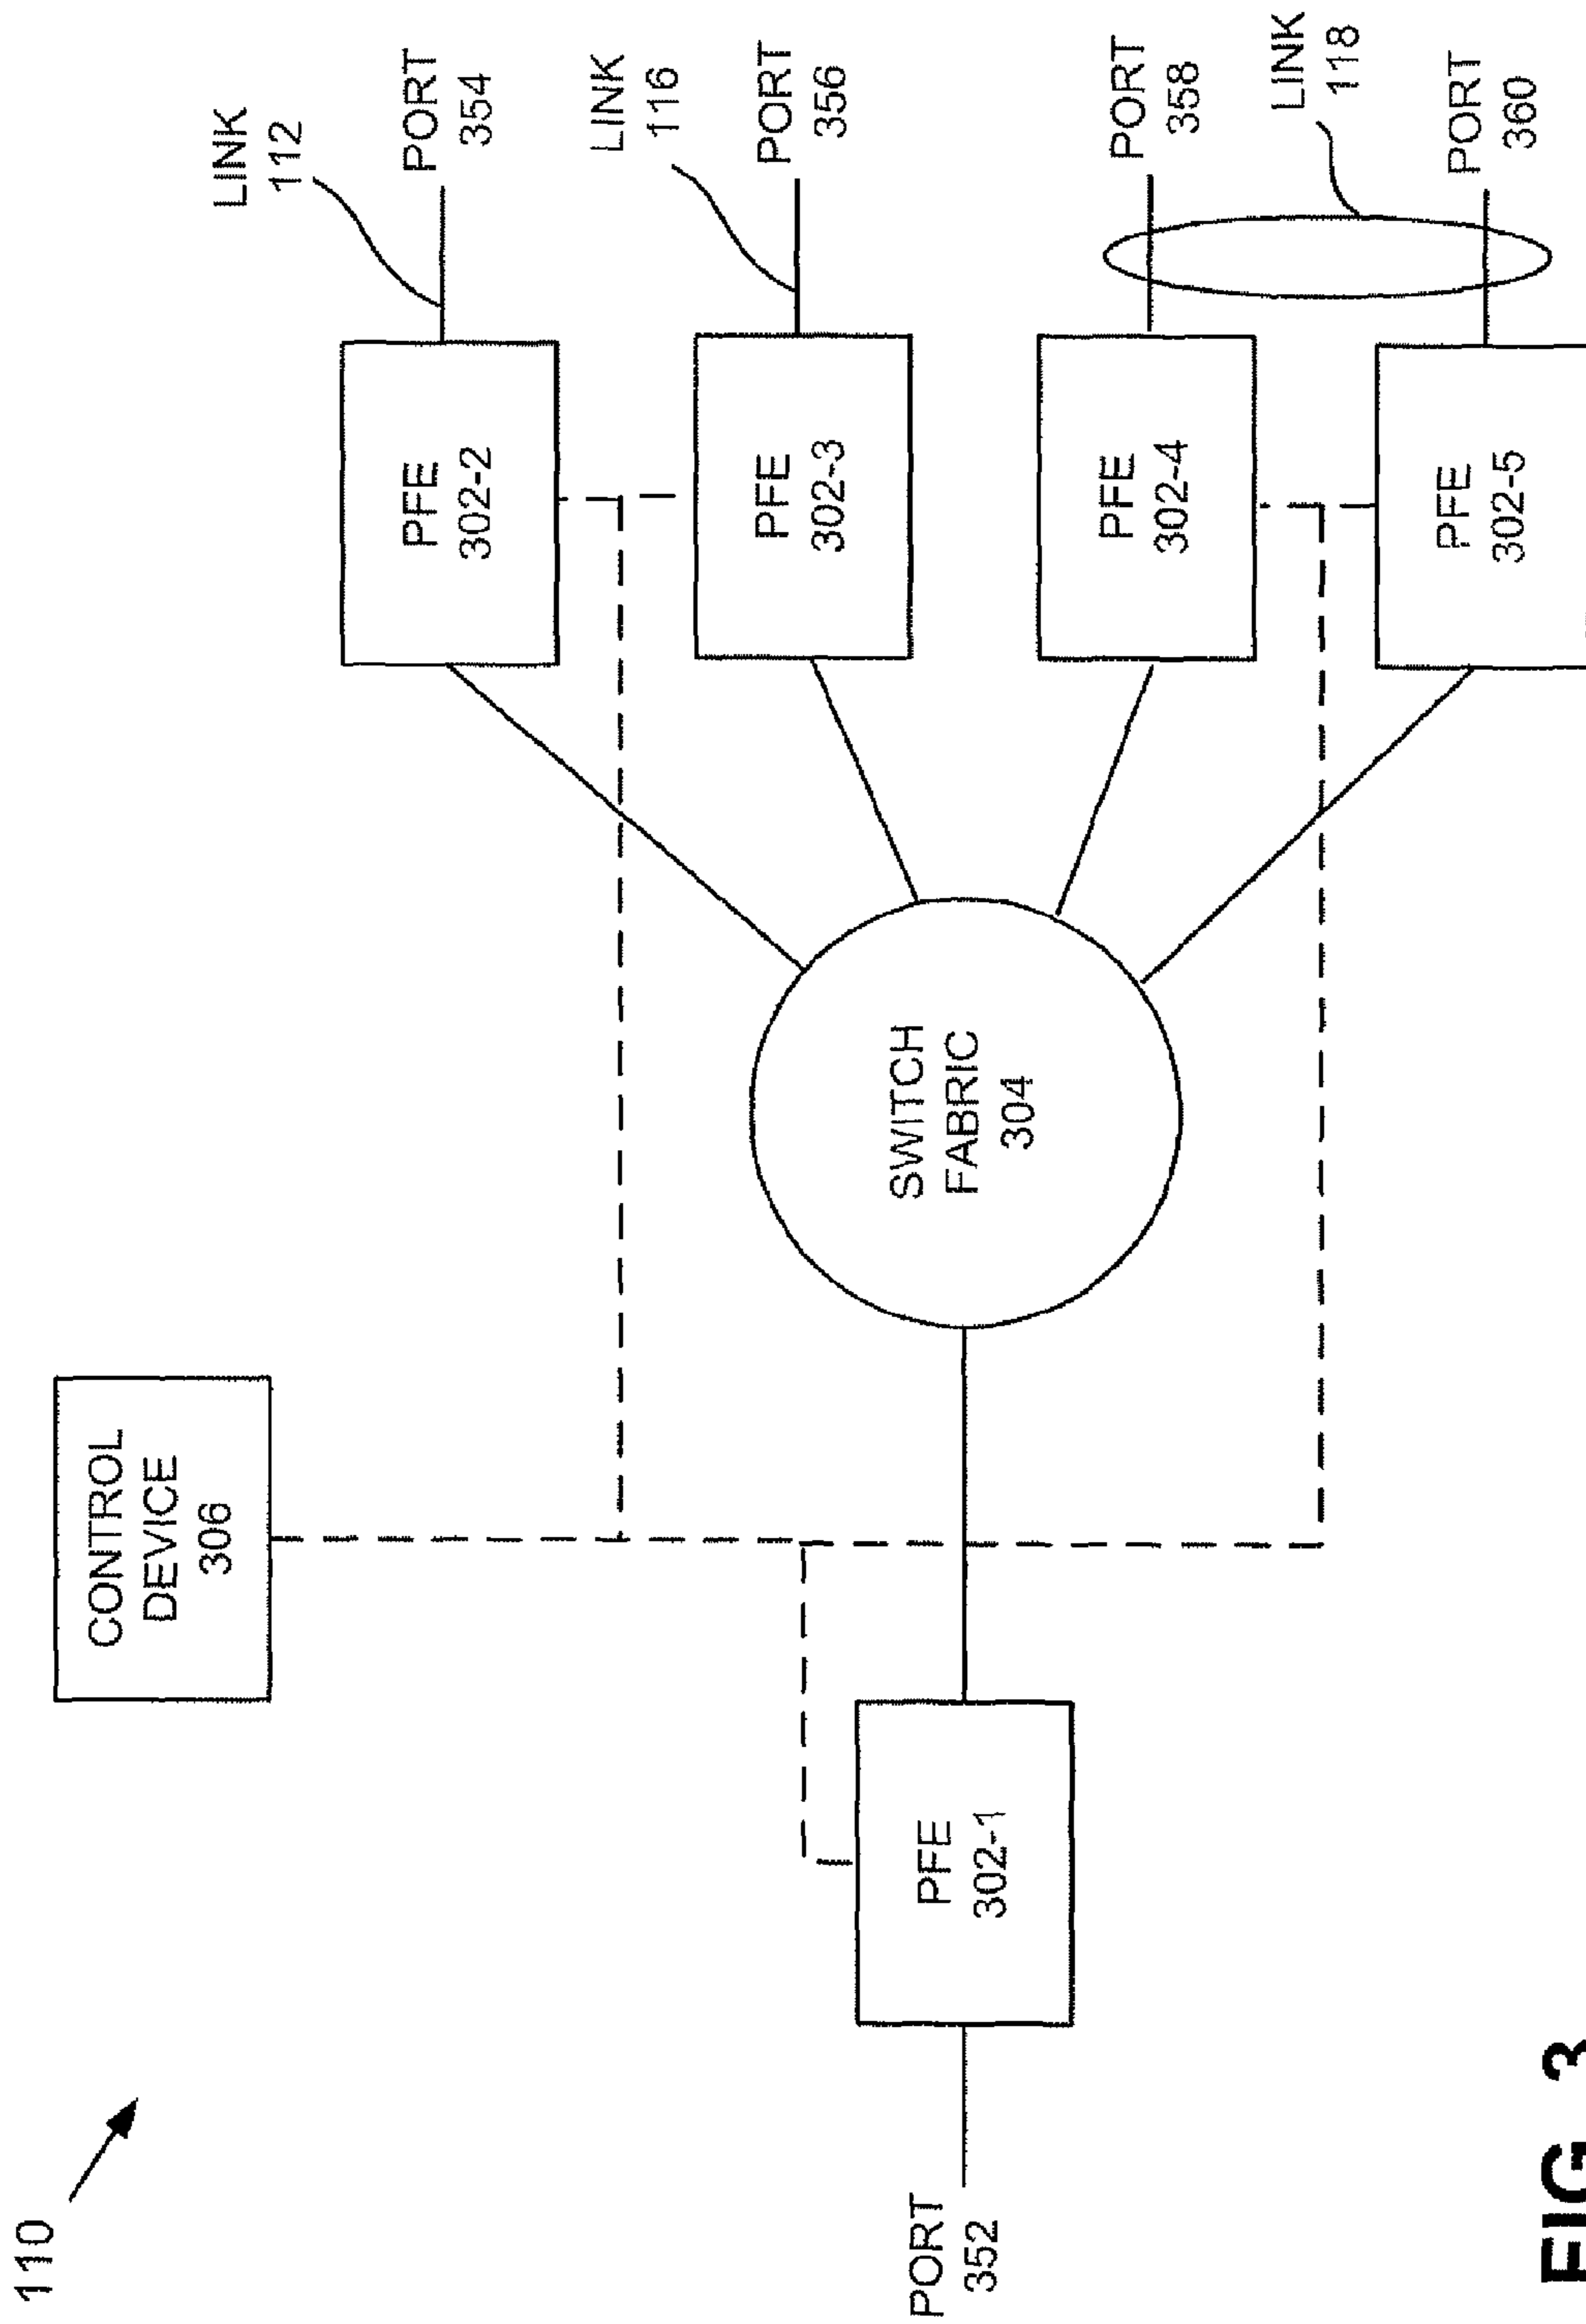 110
CONTROL
DEVICE
306
LINK
112
PORT
354
PFE
302-2
LINK
116
PORT
356
PFE
302-3
PORT
352
PFE
302-1
SWITCH
FABRIC
304
PFE
302-4
PORT
358
LINK
118
PFE
302-5
PORT
360
FIG. 3